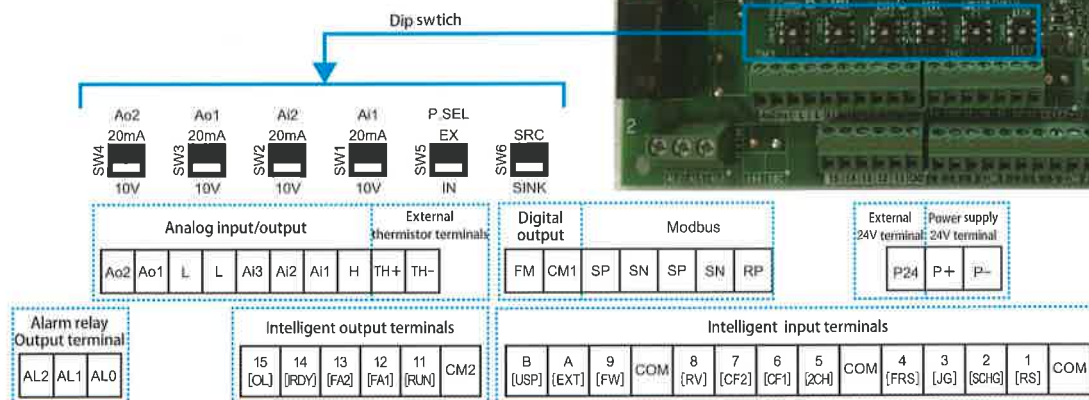 Dip swtich
Ao2 Ao1 Ai2 Ai1 P_SEL
20mA 20mA 20mA 20mA EX SRC
SW4 SW3 SW2 SW1 SW5 SW6
10V 10V 10V 10V IN SINK
2
Analog input/output
External
thermistor terminals
Ao2 Ao1 L L Ai3 Ai2 Ai1 H TH+ TH-
Digital
output
Modbus
FM CM1 SP SN SP SN RP
External
24V terminal
Power supply
24V terminal
P24 P+ P-
Alarm relay
Output terminal
AL2 AL1 AL0
Intelligent output terminals
15 14 13 12 11 CM2
[OL] [IRDY) [FA2] [FA1] [RUN]
Intelligent input terminals
B A 9 COM 8 7 6 5 COM 4 3 2 1 COM
[USP] {EXT] [FW] {RV] [CF2] [CF1] [2CH] {FRS] [JG] [SCHG] [RS]